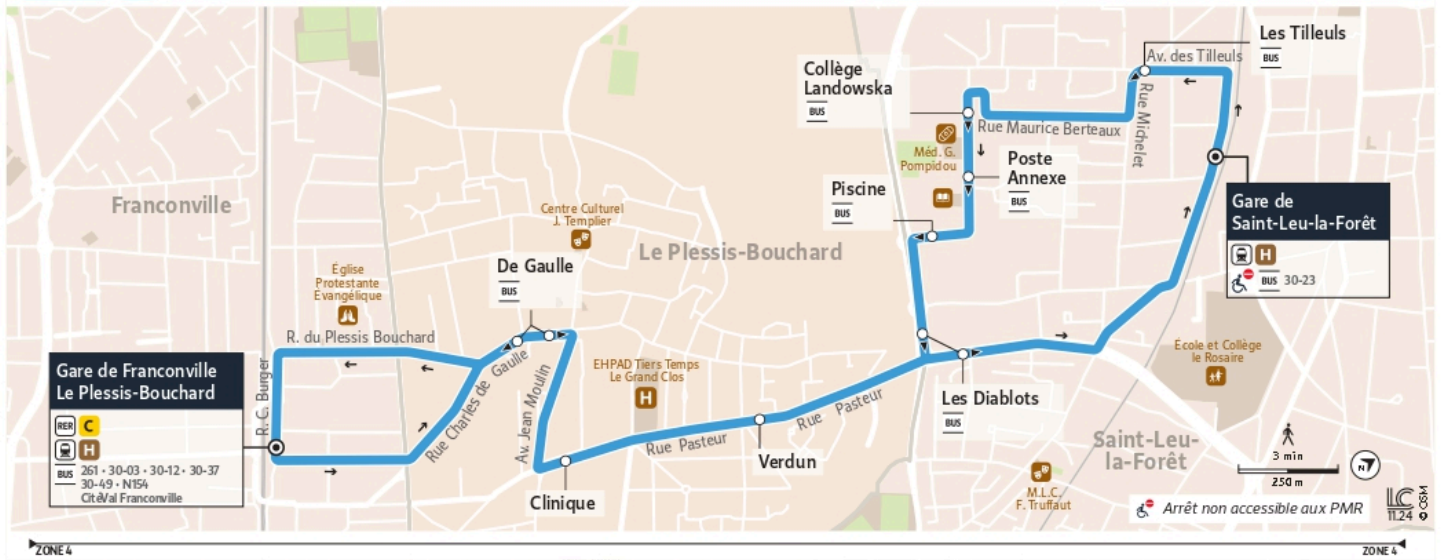 Les Tilleuls
BUS
Av. des Tilleuls
Collège
Landowska
BUS
Rue Michelet
Rue Maurice Berteaux
Méd. G.
Pompidou
Poste
Annexe
BUS
Piscine
BUS
Gare de
Saint-Leu-la-Forêt
H
BUS 30-23
Franconville
Centre Culturel
J. Templier
Le Plessis-Bouchard
De Gaulle
BUS
Église
Protestante
Evangélique
R. du Plessis Bouchard
Gare de Franconville
Le Plessis-Bouchard
RER C
H
BUS 261 • 30-03 • 30-12 • 30-37
30-49 • N154
CitéVal Franconville
R. C. Burger
Rue Charles de Gaulle
Av. Jean Moulin
EHPAD Tiers Temps
Le Grand Clos
H
Rue Pasteur
Rue Pasteur
Verdun
Clinique
Les Diablots
BUS
École et Collège
le Rosaire
Saint-Leu-
la-Forêt
M.L.C.
F. Truffaut
3 min
250 m
N
Arrêt non accessible aux PMR
LC
11.24
© OSM
ZONE 4
ZONE 4